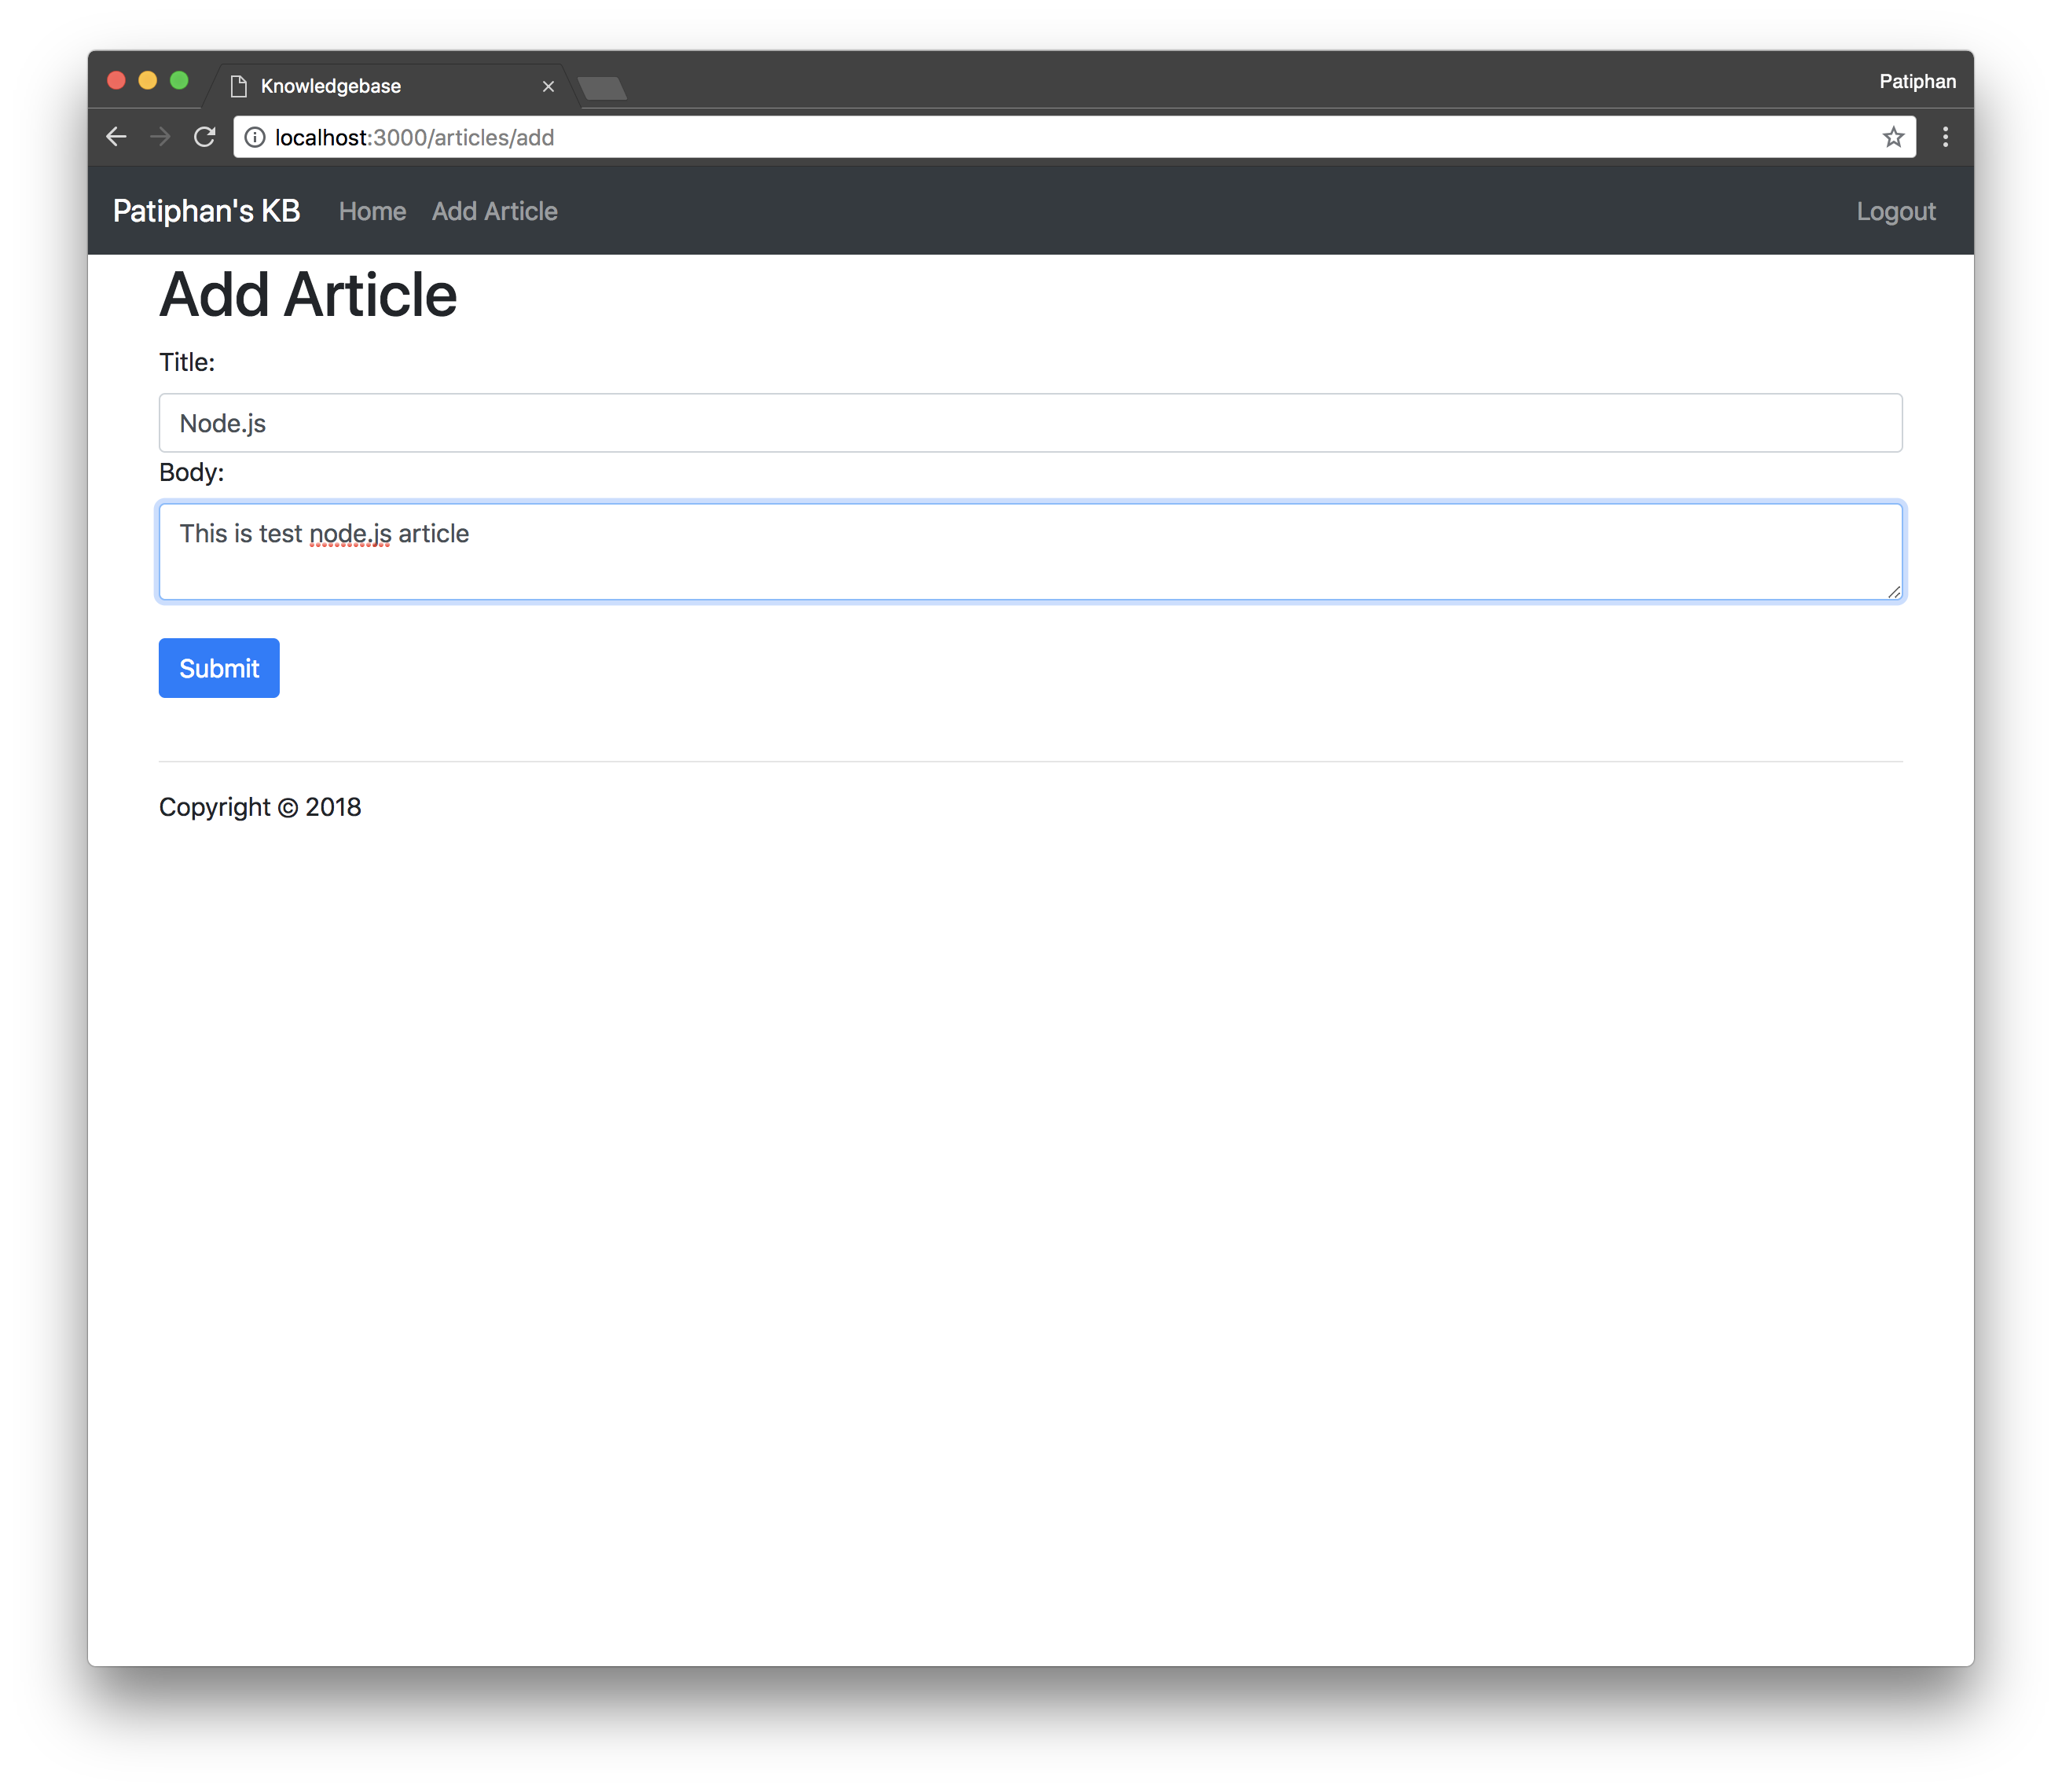 Knowledgebase
Patiphan
localhost:3000/articles/add
Patiphan's KB Home Add Article Logout
Add Article
Title:
Node.js
Body:
This is test node.js article
Submit
Copyright © 2018